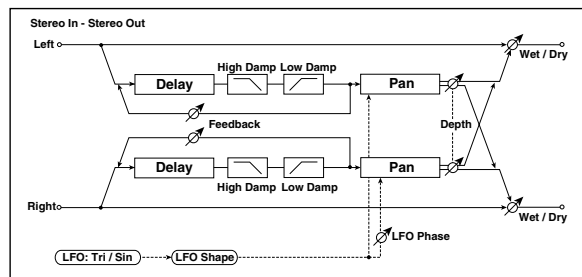 Stereo In - Stereo Out
Left
Wet / Dry
High Damp Low Damp
Delay
Pan
Feedback
Depth
Delay
Pan
High Damp Low Damp
Right
Wet / Dry
LFO Phase
LFO: Tri / Sin
LFO Shape